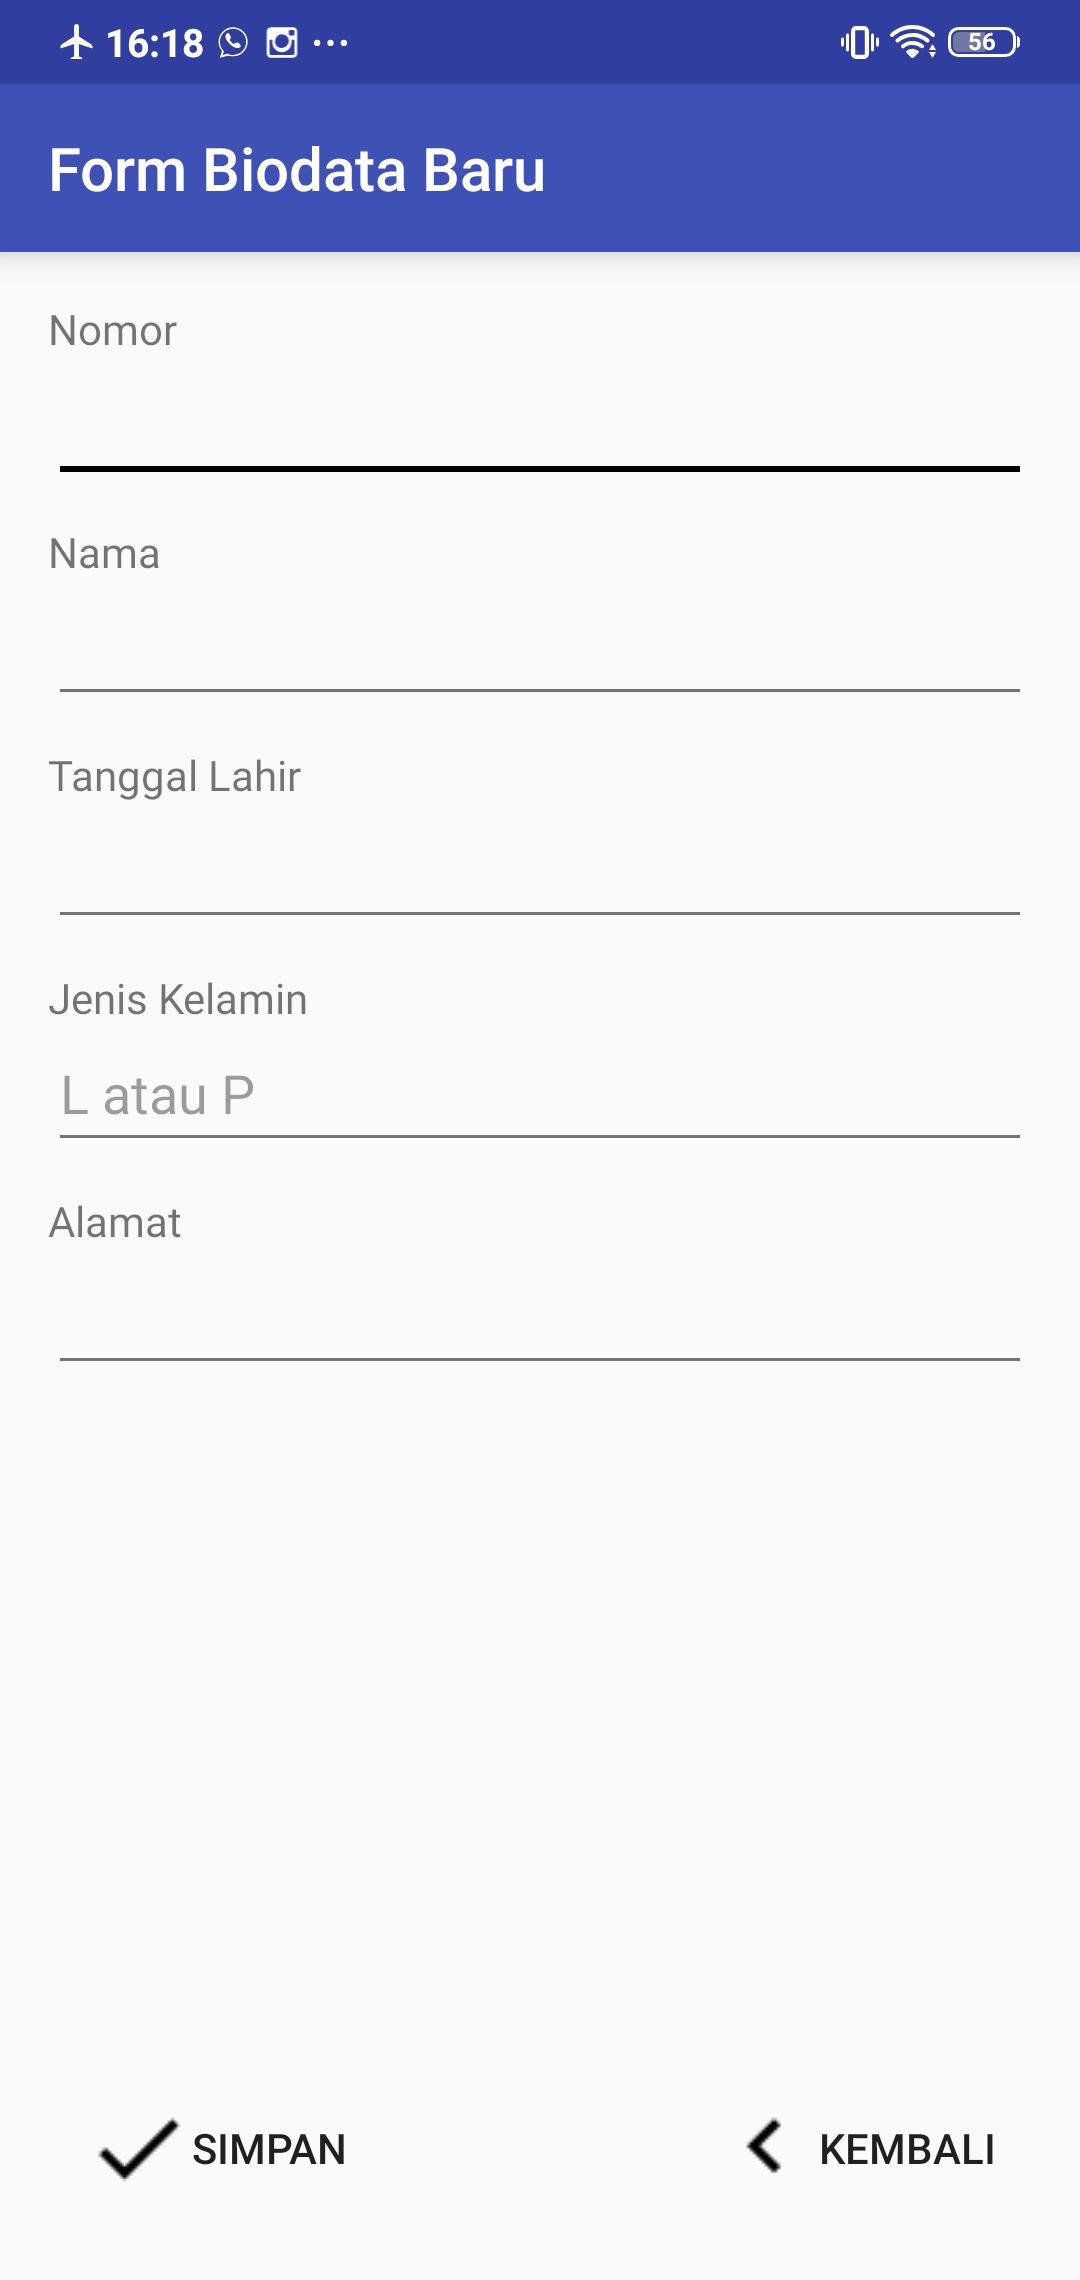 16:18
56
Form Biodata Baru
Nomor
Nama
Tanggal Lahir
Jenis Kelamin
L atau P
Alamat
SIMPAN
KEMBALI